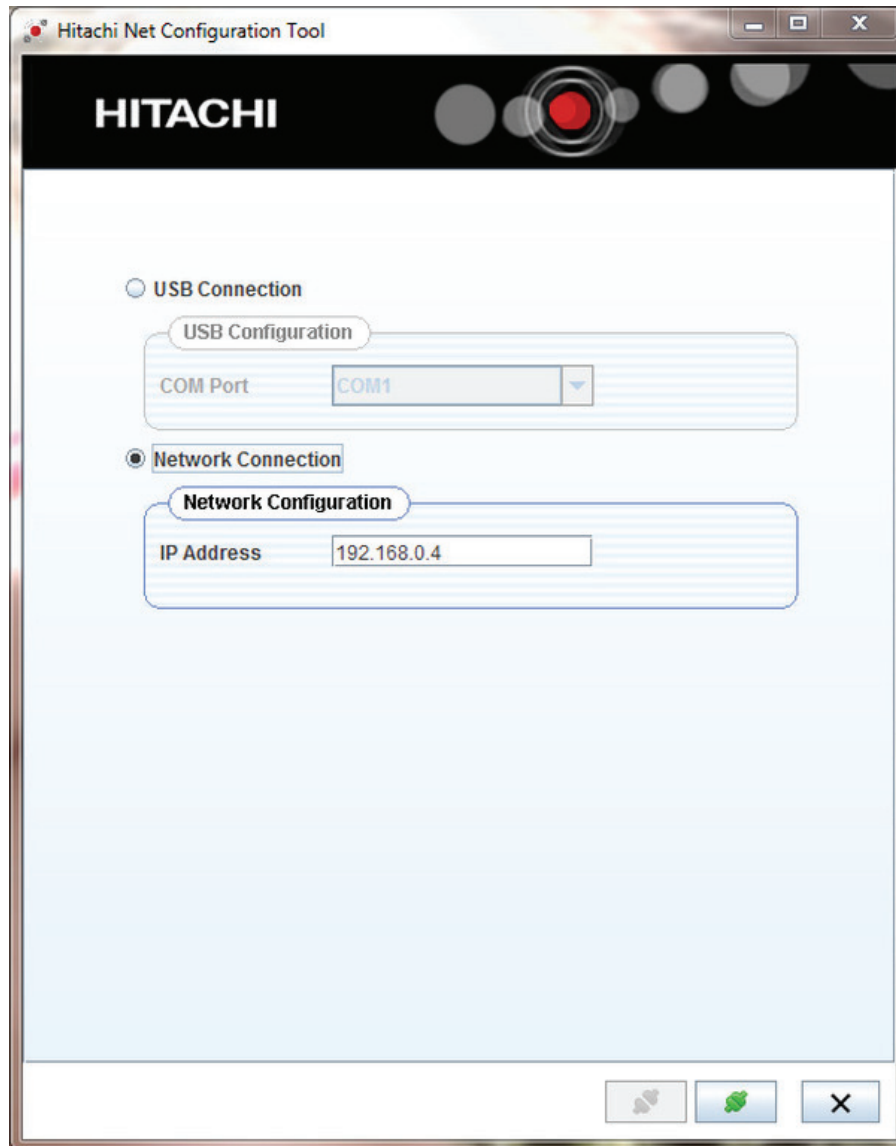 Hitachi Net Configuration Tool
HITACHI
USB Connection
USB Configuration
COM Port COM1
Network Connection
Network Configuration
IP Address 192.168.0.4